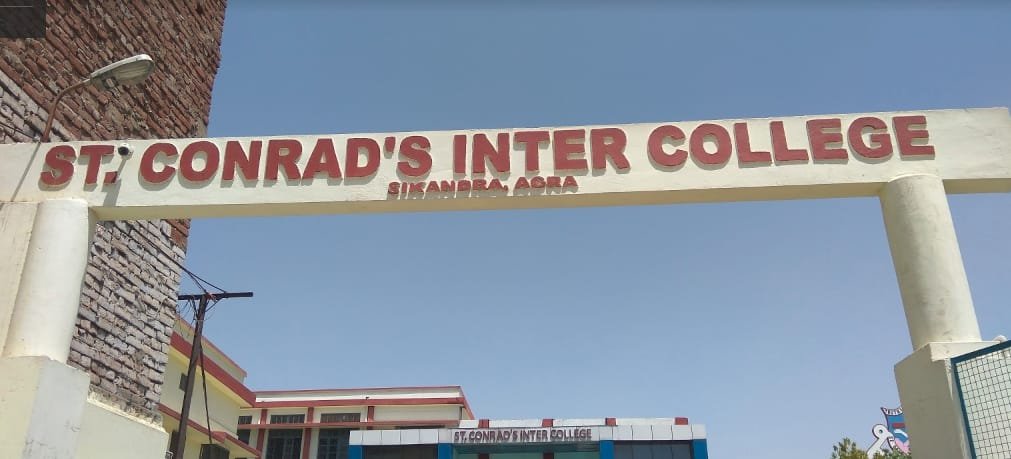 ST. CONRAD'S INTER COLLEGE
SIKANDRA, AGRA
ST. CONRAD'S INTER COLLEGE